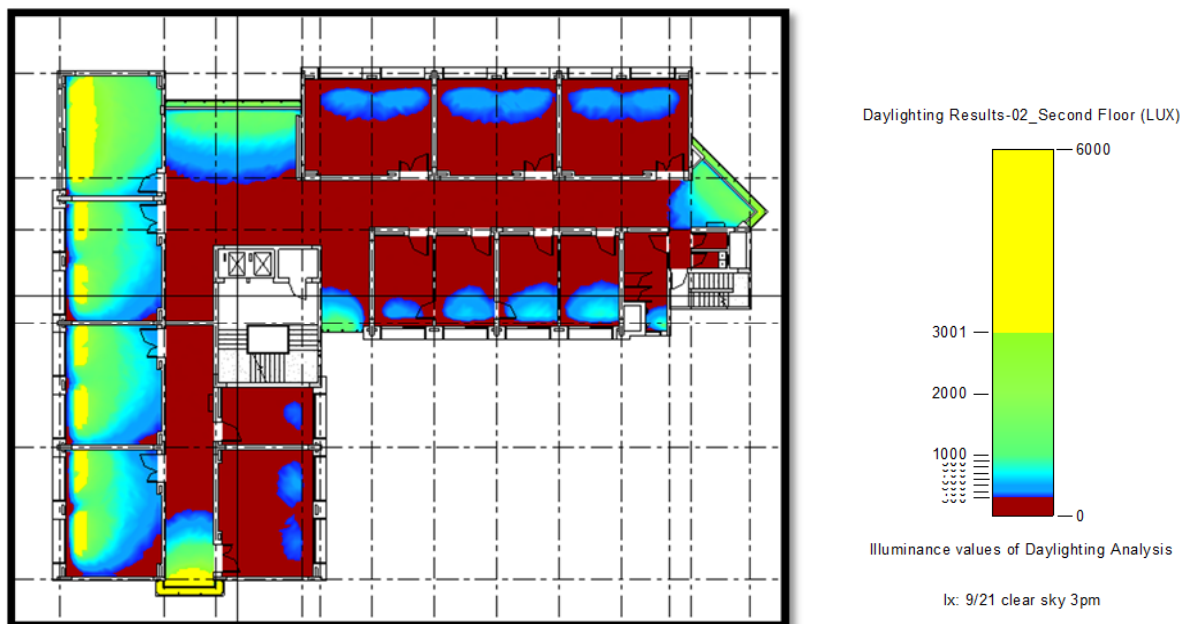 Daylighting Results-02_Second Floor (LUX)
6000
3001
2000
1000
0
Illuminance values of Daylighting Analysis
lx: 9/21 clear sky 3pm